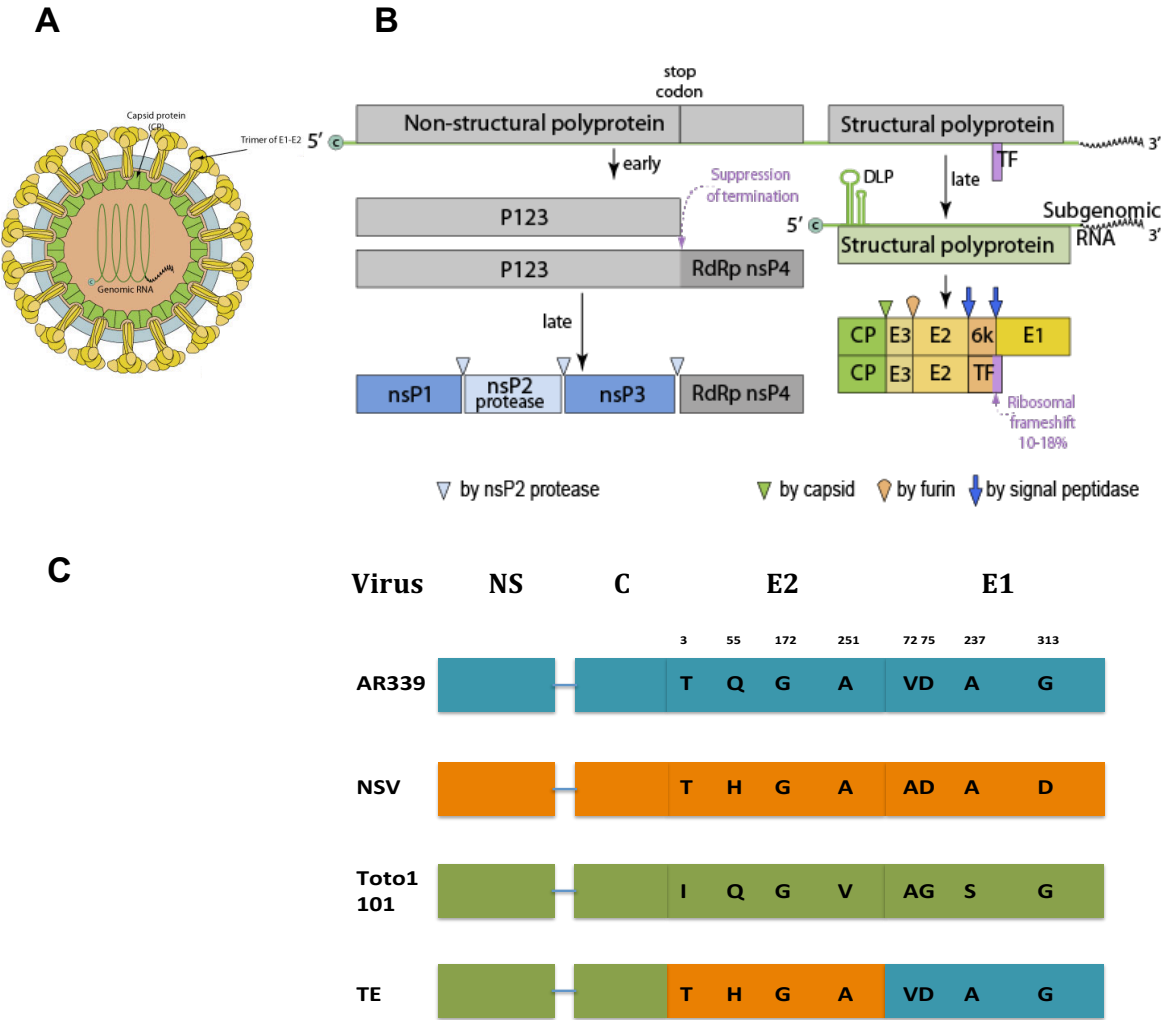 A
B
Capsid protein
(CP)
Trimer of E1-E2
Genomic RNA
C
stop
codon
5′ C Non-structural polyprotein Structural polyprotein 3′
TF
early
Suppression
of termination
late
DLP
P123
5′ C Subgenomic
RNA 3′
Structural polyprotein
P123 RdRp nsP4
late
CP E3 E2 6k E1
CP E3 E2 TF
nsP1 nsP2
protease nsP3 RdRp nsP4
Ribosomal
frameshift
10-18%
by nsP2 protease by capsid by furin by signal peptidase
C
Virus NS C E2 E1
3 55 172 251 72 75 237 313
AR339 T Q G A VD A G
NSV T H G A AD A D
Toto1
101 I Q G V AG S G
TE T H G A VD A G